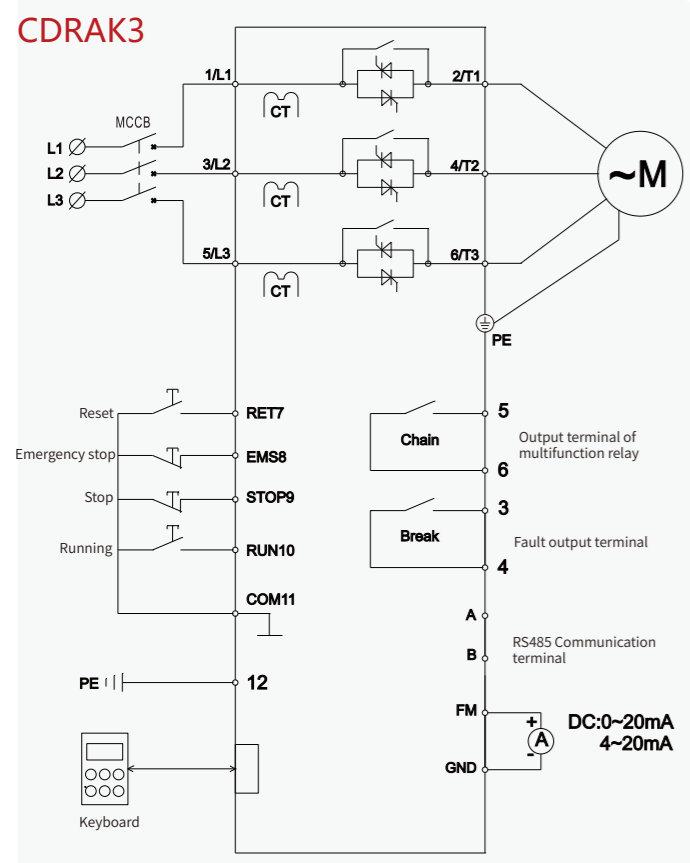 CDRAK3
1/L1
2/T1
CT
MCCB
L1
L2
L3
3/L2
4/T2
CT
~M
5/L3
6/T3
CT
PE
Reset
RET7
Emergency stop
EMS8
Stop
STOP9
Running
RUN10
COM11
PE
12
Keyboard
5
Chain
Output terminal of
multifunction relay
6
3
Break
Fault output terminal
4
A
B
RS485 Communication
terminal
FM
+
A
-
DC:0~20mA
4~20mA
GND